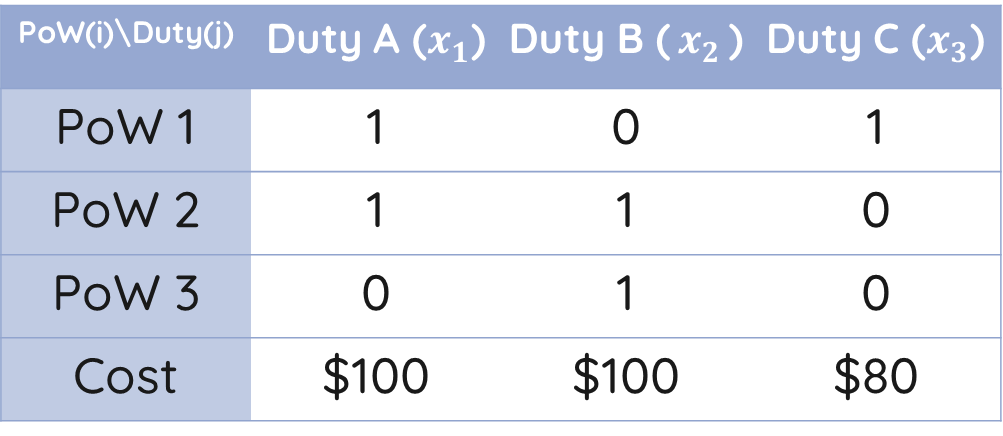 PoW(i)\Duty(j) Duty A (x₁) Duty B ( x₂ ) Duty C (x₃)
PoW 1 1 0 1
PoW 2 1 1 0
PoW 3 0 1 0
Cost $100 $100 $80